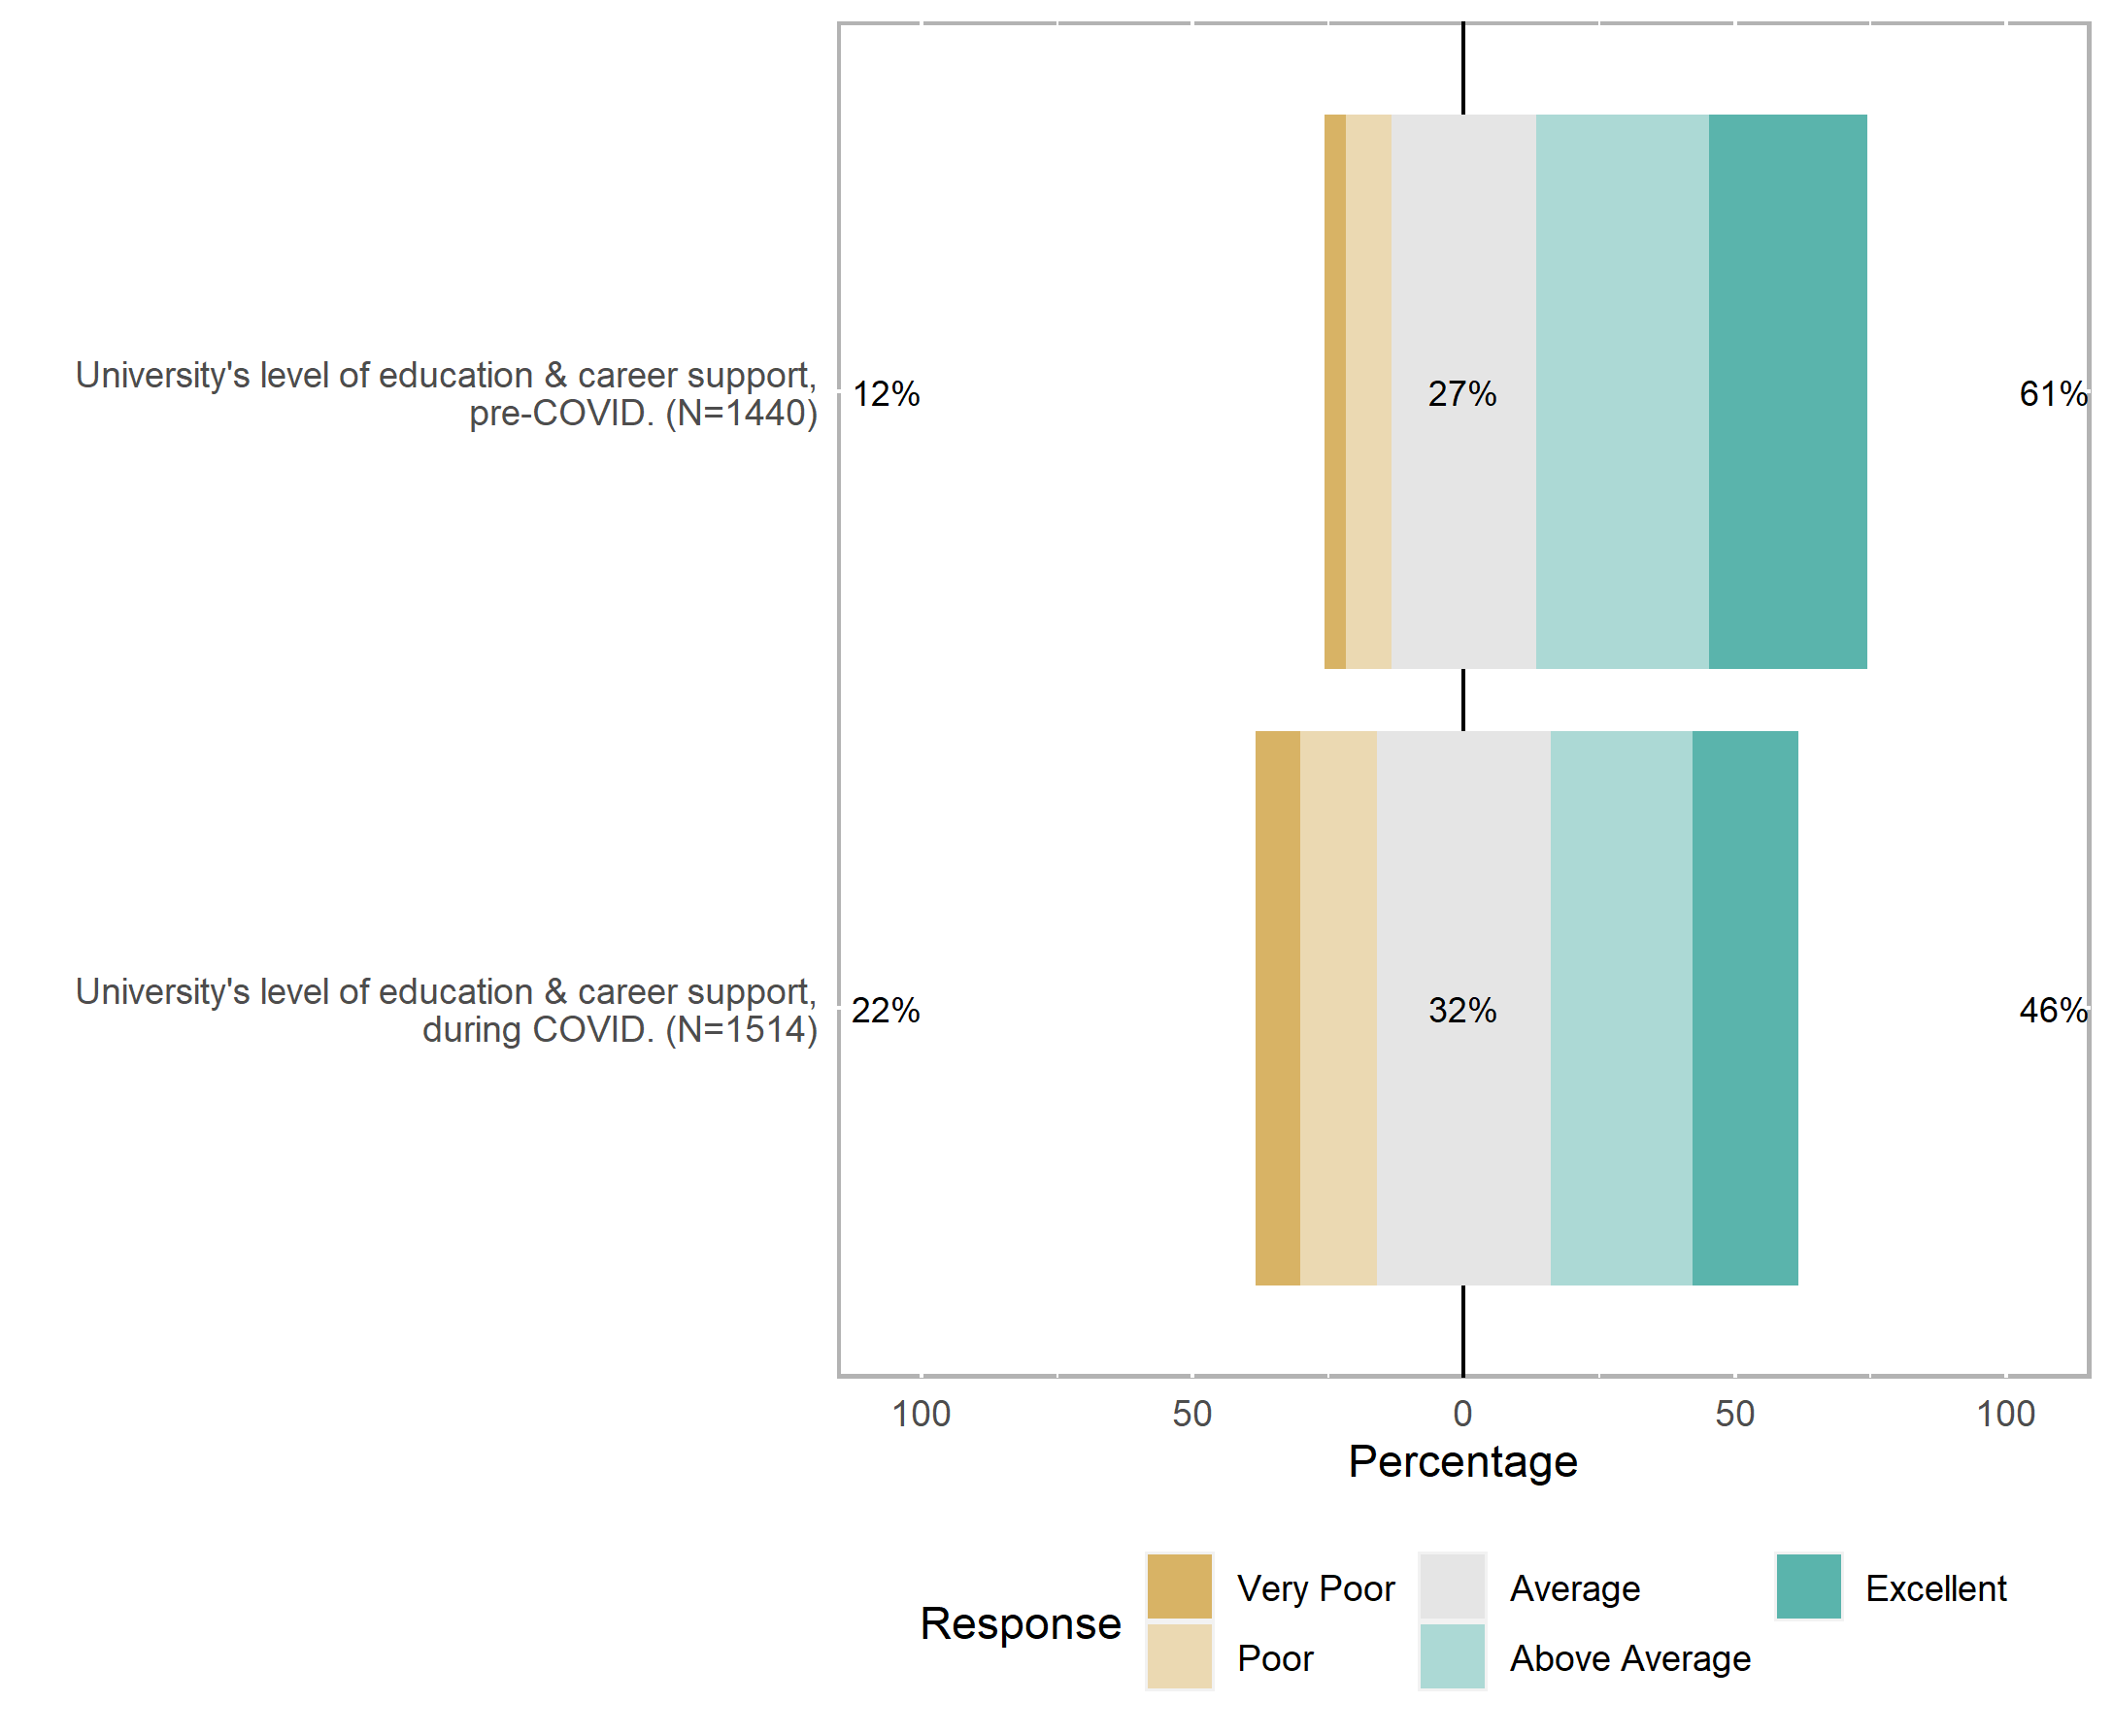 University's level of education & career support,
pre-COVID. (N=1440)
12%
27%
61%
University's level of education & career support,
during COVID. (N=1514)
22%
32%
46%
100
50
0
50
100
Percentage
Response
Very Poor
Poor
Average
Above Average
Excellent